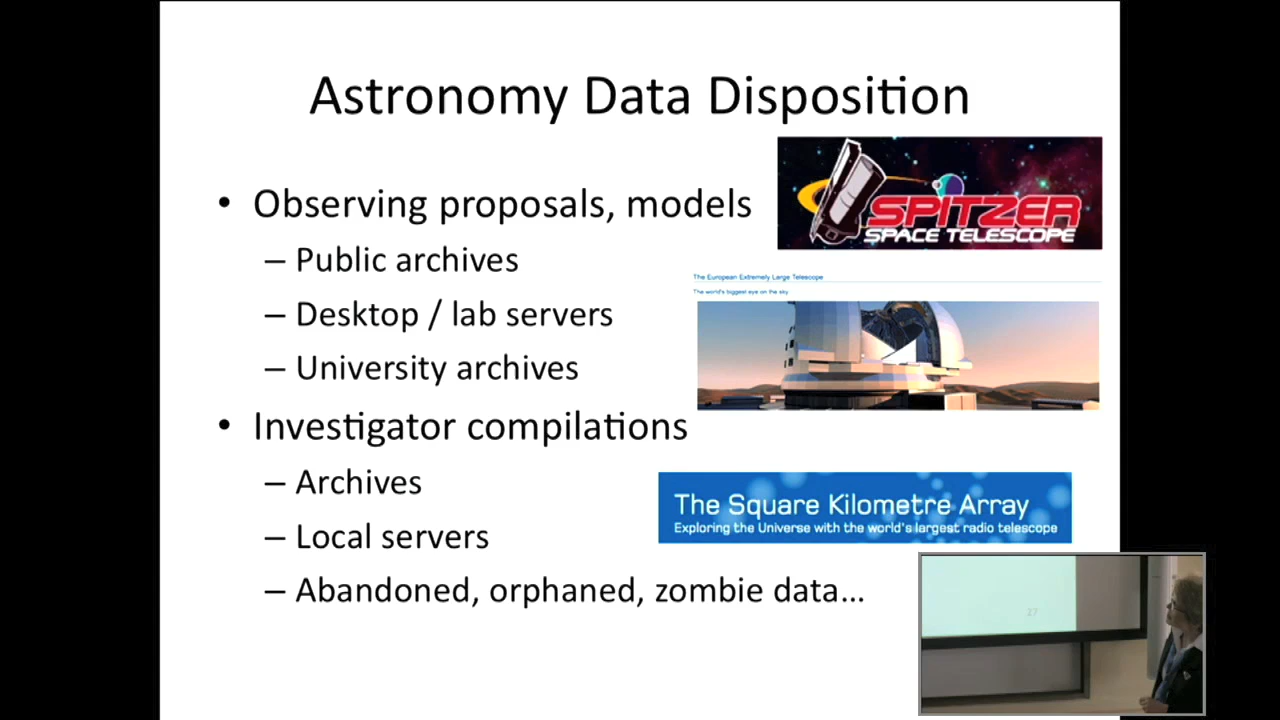 Astronomy Data Disposition
• Observing proposals, models
– Public archives
– Desktop / lab servers
– University archives
• Investigator compilations
– Archives
– Local servers
– Abandoned, orphaned, zombie data…
SPITZER
SPACE TELESCOPE
The European Extremely Large Telescope
The world's biggest eye on the sky
The Square Kilometre Array
Exploring the Universe with the world's largest radio telescope
27